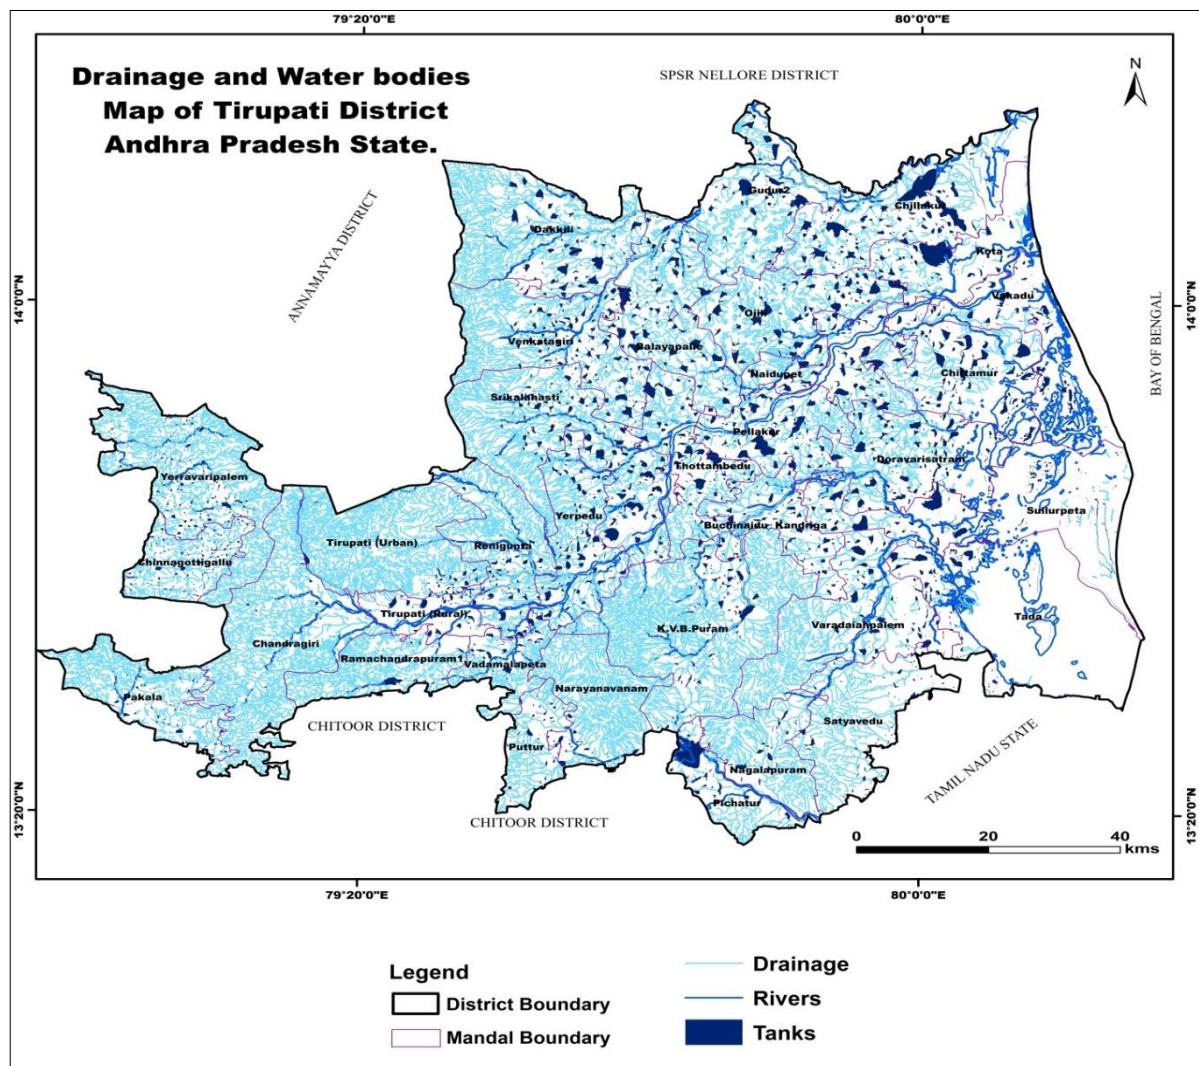 79°20'0"E
80°0'0"E
Drainage and Water bodies
Map of Tirupati District
Andhra Pradesh State.
SPSR NELLORE DISTRICT
N
ANNAMAYYA DISTRICT
BAY OF BENGAL
14°0'0"N
14°0'0"N
Gudur2
Chillakur
Dakkili
Kota
Vakadu
Ojili
Venkatagiri
Balayapalle
Naidupet
Chittamur
Srikalahasti
Pellakur
Thottambedu
Doravarisatram
Yerravaripalem
Sullurpeta
Yerpedu
Buchinaidu Kandriga
Tirupati (Urban)
Renigunta
Chinnagottigallu
Tirupati (Rural)
Tada
Varadaiahpalem
K.V.B.Puram
Chandragiri
Ramachandrapuram1
Vadamalapeta
Narayanavanam
Pakala
Satyavedu
CHITOOR DISTRICT
Puttur
Nagalapuram
TAMIL NADU STATE
Pichatur
13°20'0"N
13°20'0"N
CHITOOR DISTRICT
0 20 40
kms
79°20'0"E
80°0'0"E
Legend
District Boundary
Mandal Boundary
Drainage
Rivers
Tanks